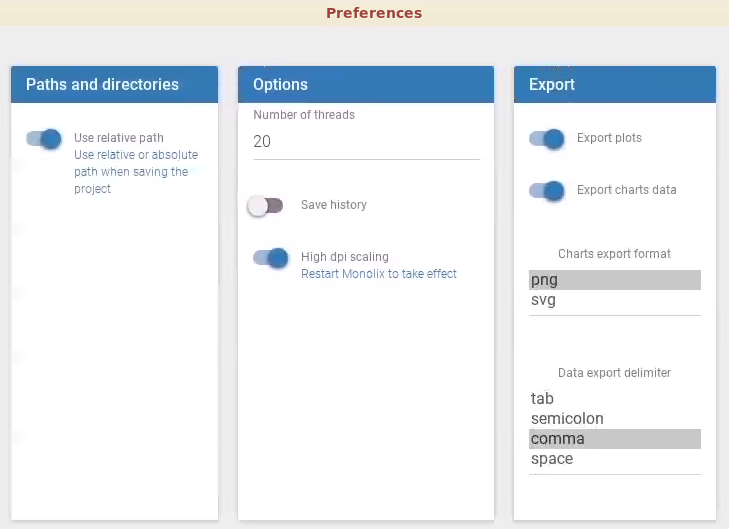 Preferences
Paths and directories
Use relative path
Use relative or absolute
path when saving the
project
Options
Number of threads
20
Save history
High dpi scaling
Restart Monolix to take effect
Export
Export plots
Export charts data
Charts export format
png
svg
Data export delimiter
tab
semicolon
comma
space